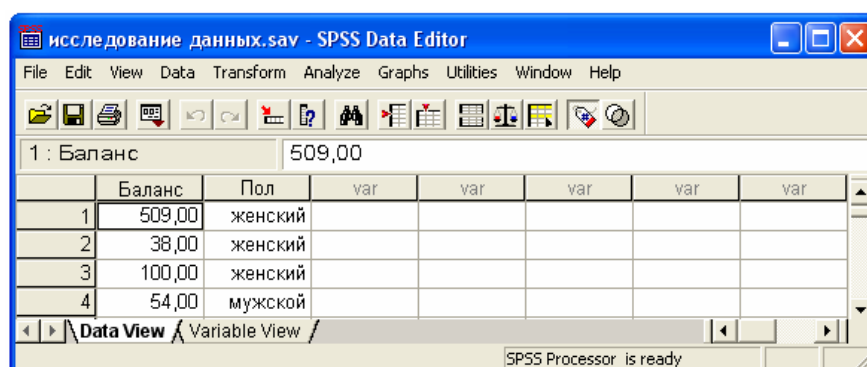 исследование данных.sav - SPSS Data Editor
File Edit View Data Transform Analyze Graphs Utilities Window Help
1 : Баланс 509,00
Баланс Пол var var var var var
1 509,00 женский
2 38,00 женский
3 100,00 женский
4 54,00 мужской
Data View Variable View
SPSS Processor is ready